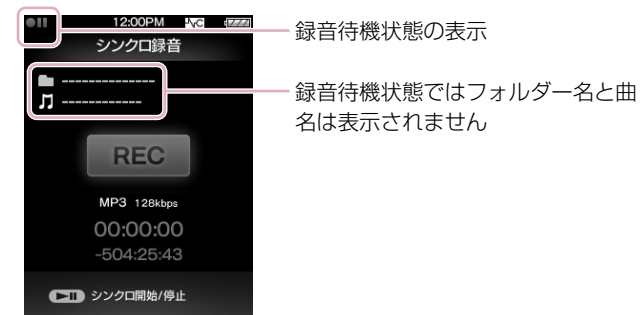 12:00PM NC
シンクロ録音
--------------
------------
REC
MP3 128kbps
00:00:00
-504:25:43
シンクロ開始/停止
録音待機状態の表示
録音待機状態ではフォルダー名と曲
名は表示されません